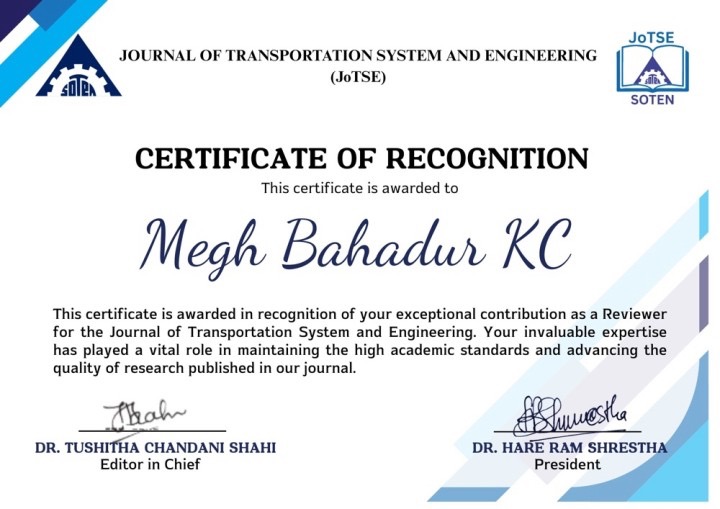 JOURNAL OF TRANSPORTATION SYSTEM AND ENGINEERING
(JoTSE)
SOTEN
JoTSE
SOTEN
CERTIFICATE OF RECOGNITION
This certificate is awarded to
Megh Bahadur KC
This certificate is awarded in recognition of your exceptional contribution as a Reviewer
for the Journal of Transportation System and Engineering. Your invaluable expertise
has played a vital role in maintaining the high academic standards and advancing the
quality of research published in our journal.
DR. TUSHITHA CHANDANI SHAHI
Editor in Chief
DR. HARE RAM SHRESTHA
President